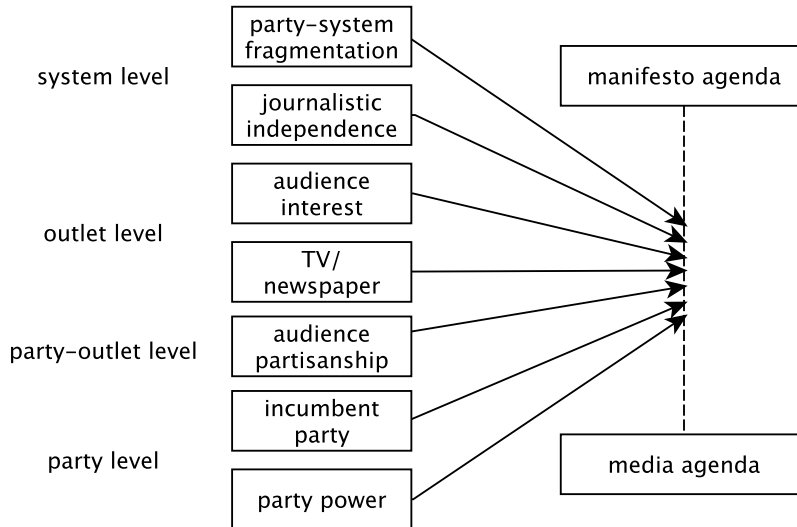 party-system
fragmentation
system level
manifesto agenda
journalistic
independence
audience
interest
outlet level
TV/
newspaper
audience
partisanship
party-outlet level
incumbent
party
party level
media agenda
party power